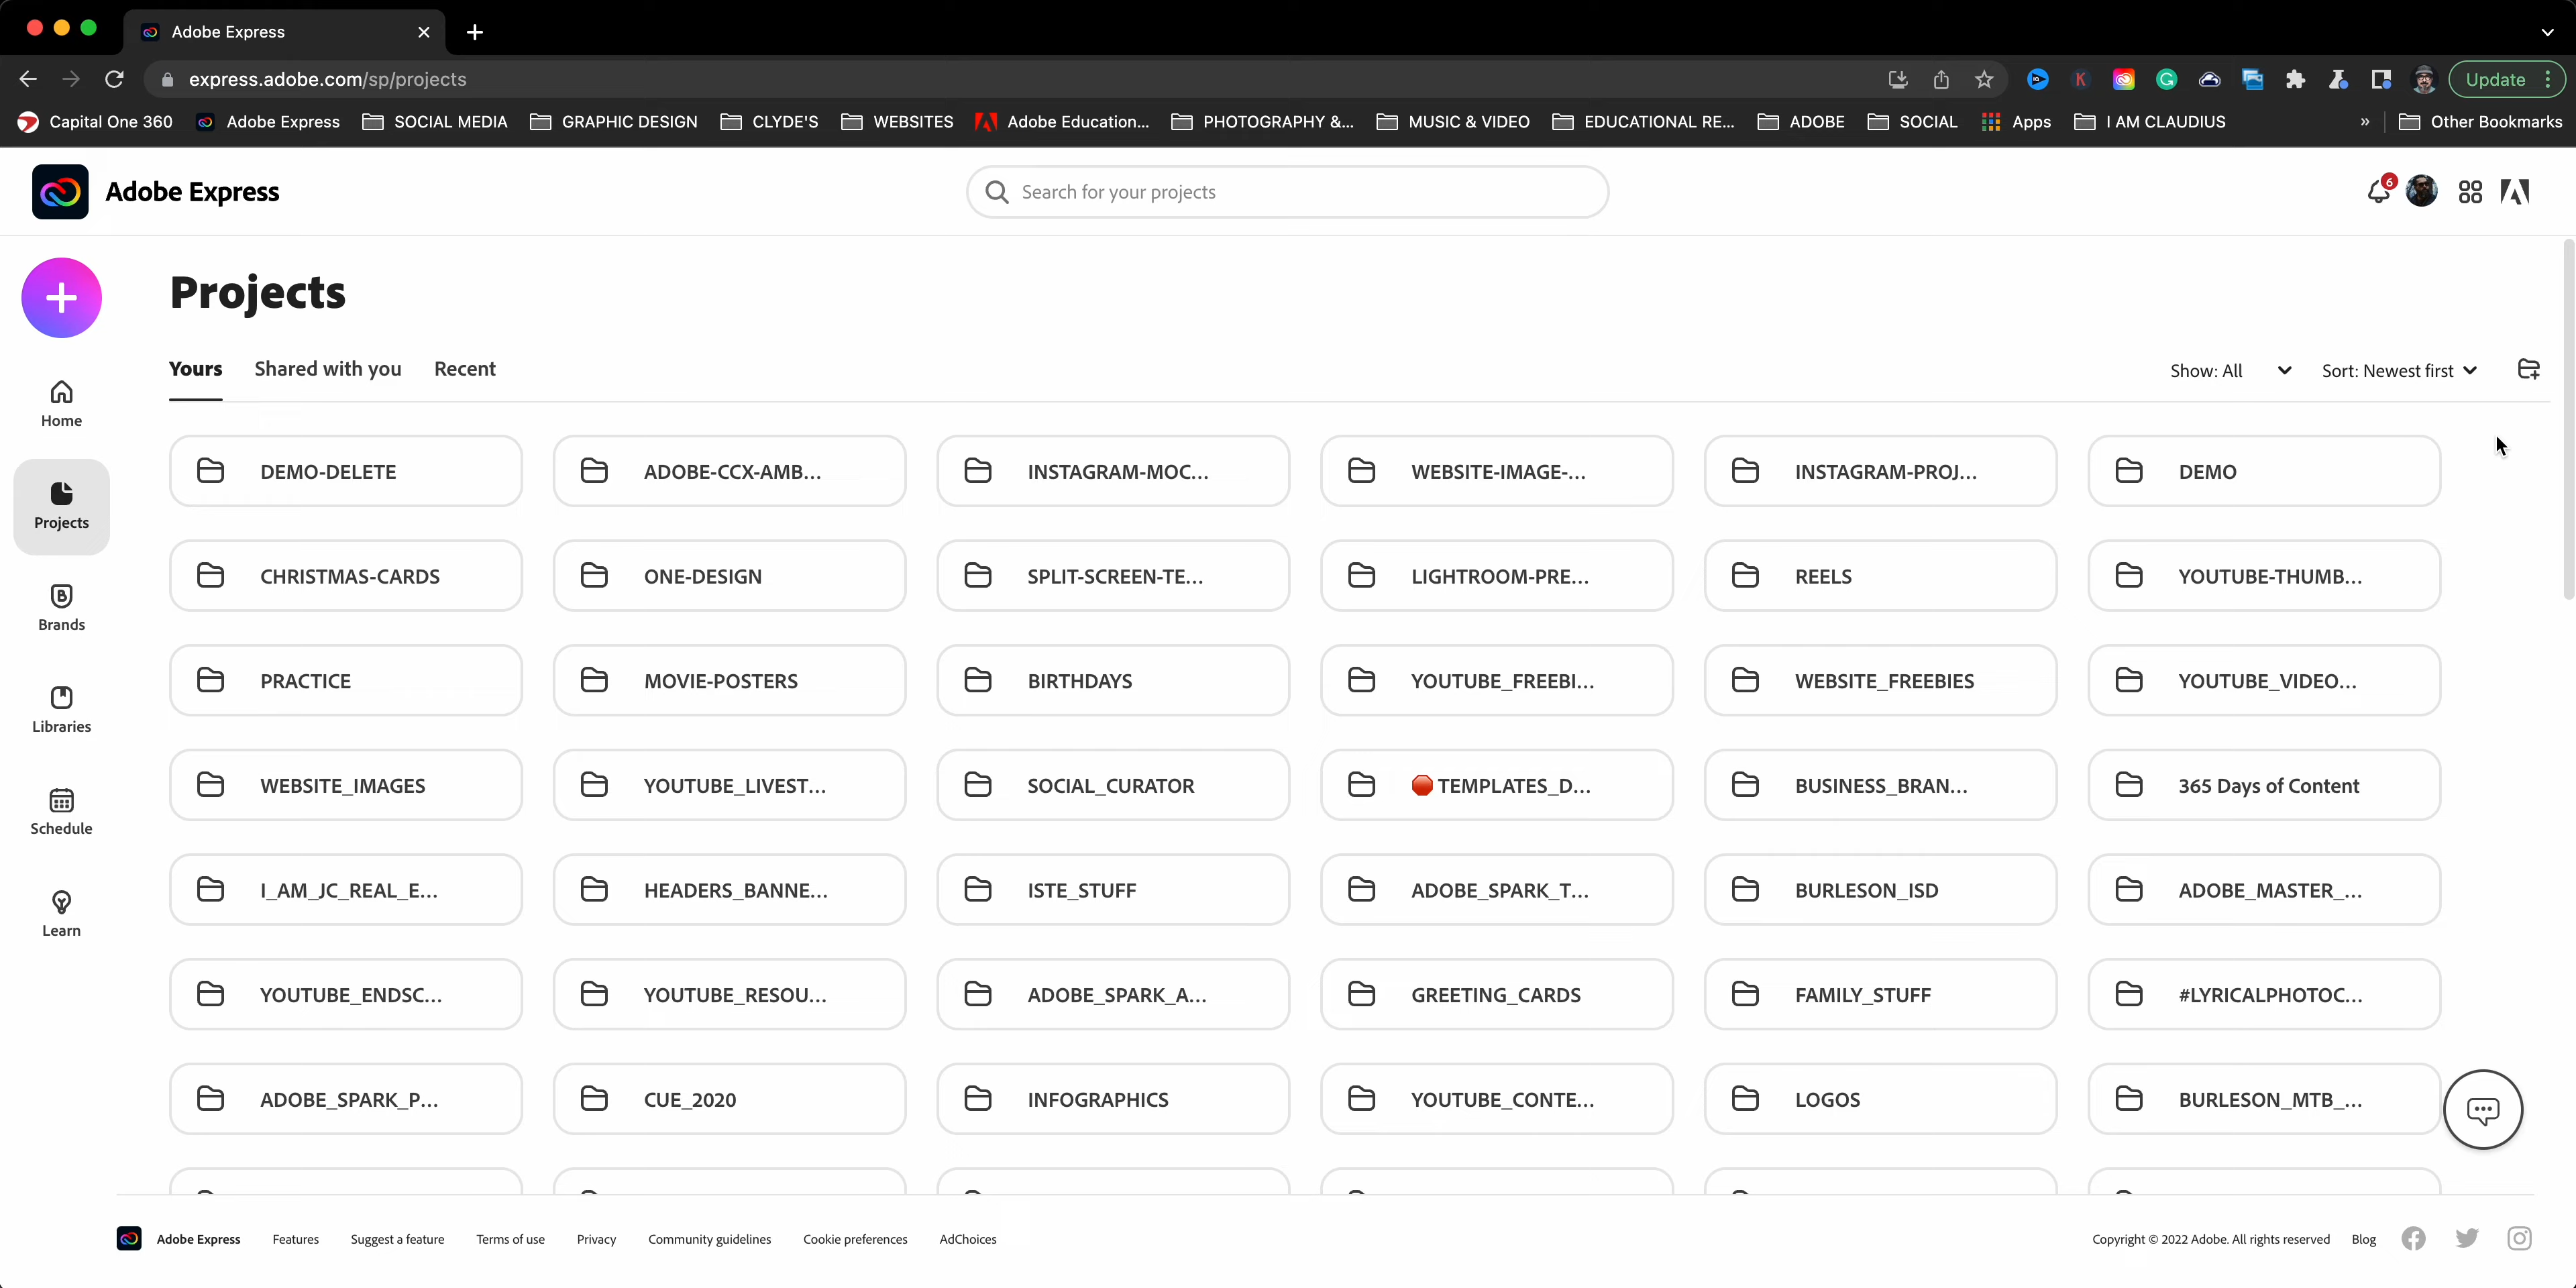 Adobe Express
express.adobe.com/sp/projects
Update
Capital One 360 Adobe Express SOCIAL MEDIA GRAPHIC DESIGN CLYDE'S WEBSITES Adobe Education... PHOTOGRAPHY &... MUSIC & VIDEO EDUCATIONAL RE... ADOBE SOCIAL Apps I AM CLAUDIUS » Other Bookmarks
Adobe Express
Search for your projects
6
Projects
Yours Shared with you Recent
Show: All Sort: Newest first
Home
Projects
Brands
Libraries
Schedule
Learn
DEMO-DELETE ADOBE-CCX-AMB... INSTAGRAM-MOC... WEBSITE-IMAGE-... INSTAGRAM-PROJ... DEMO
CHRISTMAS-CARDS ONE-DESIGN SPLIT-SCREEN-TE... LIGHTROOM-PRE... REELS YOUTUBE-THUMB...
PRACTICE MOVIE-POSTERS BIRTHDAYS YOUTUBE_FREEBI... WEBSITE_FREEBIES YOUTUBE_VIDEO...
WEBSITE_IMAGES YOUTUBE_LIVEST... SOCIAL_CURATOR 🛑 TEMPLATES_D... BUSINESS_BRAN... 365 Days of Content
I_AM_JC_REAL_E... HEADERS_BANNE... ISTE_STUFF ADOBE_SPARK_T... BURLESON_ISD ADOBE_MASTER_...
YOUTUBE_ENDSC... YOUTUBE_RESOU... ADOBE_SPARK_A... GREETING_CARDS FAMILY_STUFF #LYRICALPHOTOC...
ADOBE_SPARK_P... CUE_2020 INFOGRAPHICS YOUTUBE_CONTE... LOGOS BURLESON_MTB_...
Adobe Express Features Suggest a feature Terms of use Privacy Community guidelines Cookie preferences AdChoices Copyright © 2022 Adobe. All rights reserved Blog